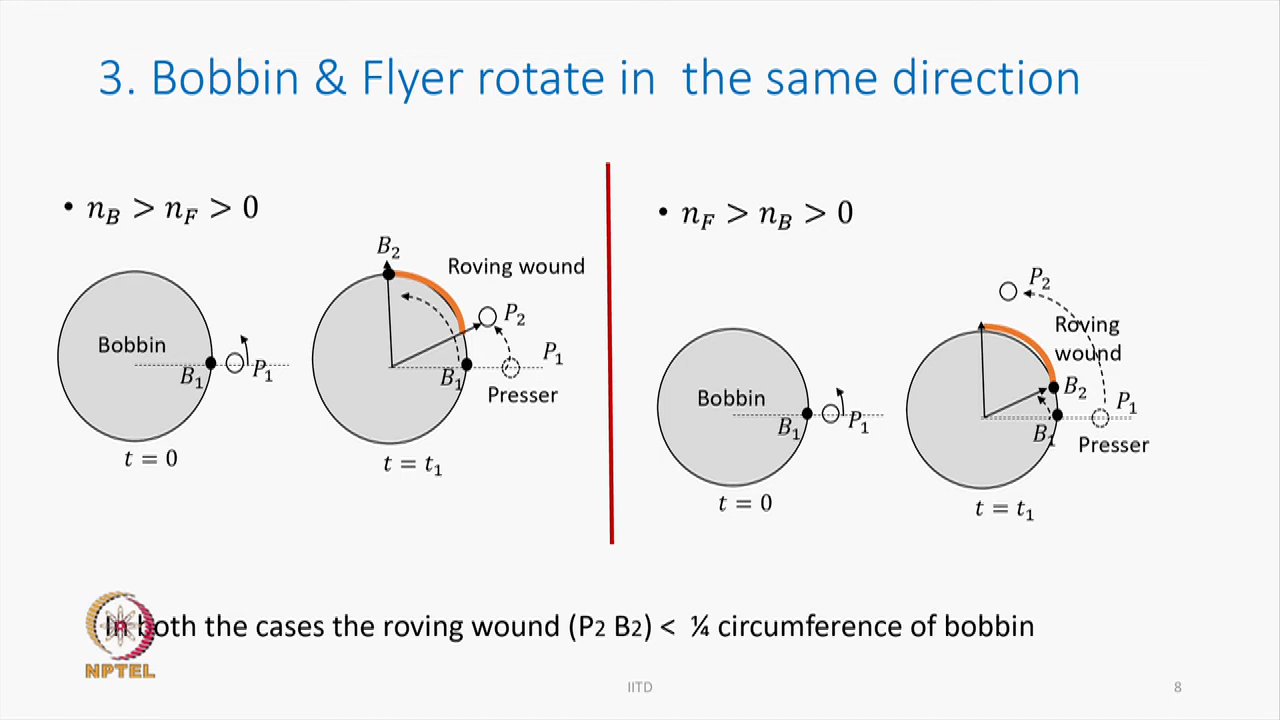 3. Bobbin & Flyer rotate in the same direction
• n_B > n_F > 0
B₂
Roving wound
P₂
Bobbin
B₁
P₁
B₁
P₁
Presser
t = 0
t = t₁
• n_F > n_B > 0
P₂
Roving
wound
Bobbin
B₂
B₁
P₁
B₁
P₁
Presser
t = 0
t = t₁
In both the cases the roving wound (P2 B2) < ¼ circumference of bobbin
NPTEL
IITD
8